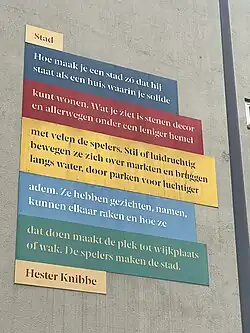 Stad
Hoe maak je een stad zó dat hij
staat als een huis waarin je solide
kunt wonen. Wat je ziet is stenen decor
en allerwegen onder een leniger hemel
met velen de spelers. Stil of luidruchtig
bewegen ze zich over markten en bruggen
langs water, door parken voor luchtiger
adem. Ze hebben gezichten, namen,
kunnen elkaar raken en hoe ze
dat doen maakt de plek tot wijkplaats
of wak. De spelers maken de stad.
Hester Knibbe